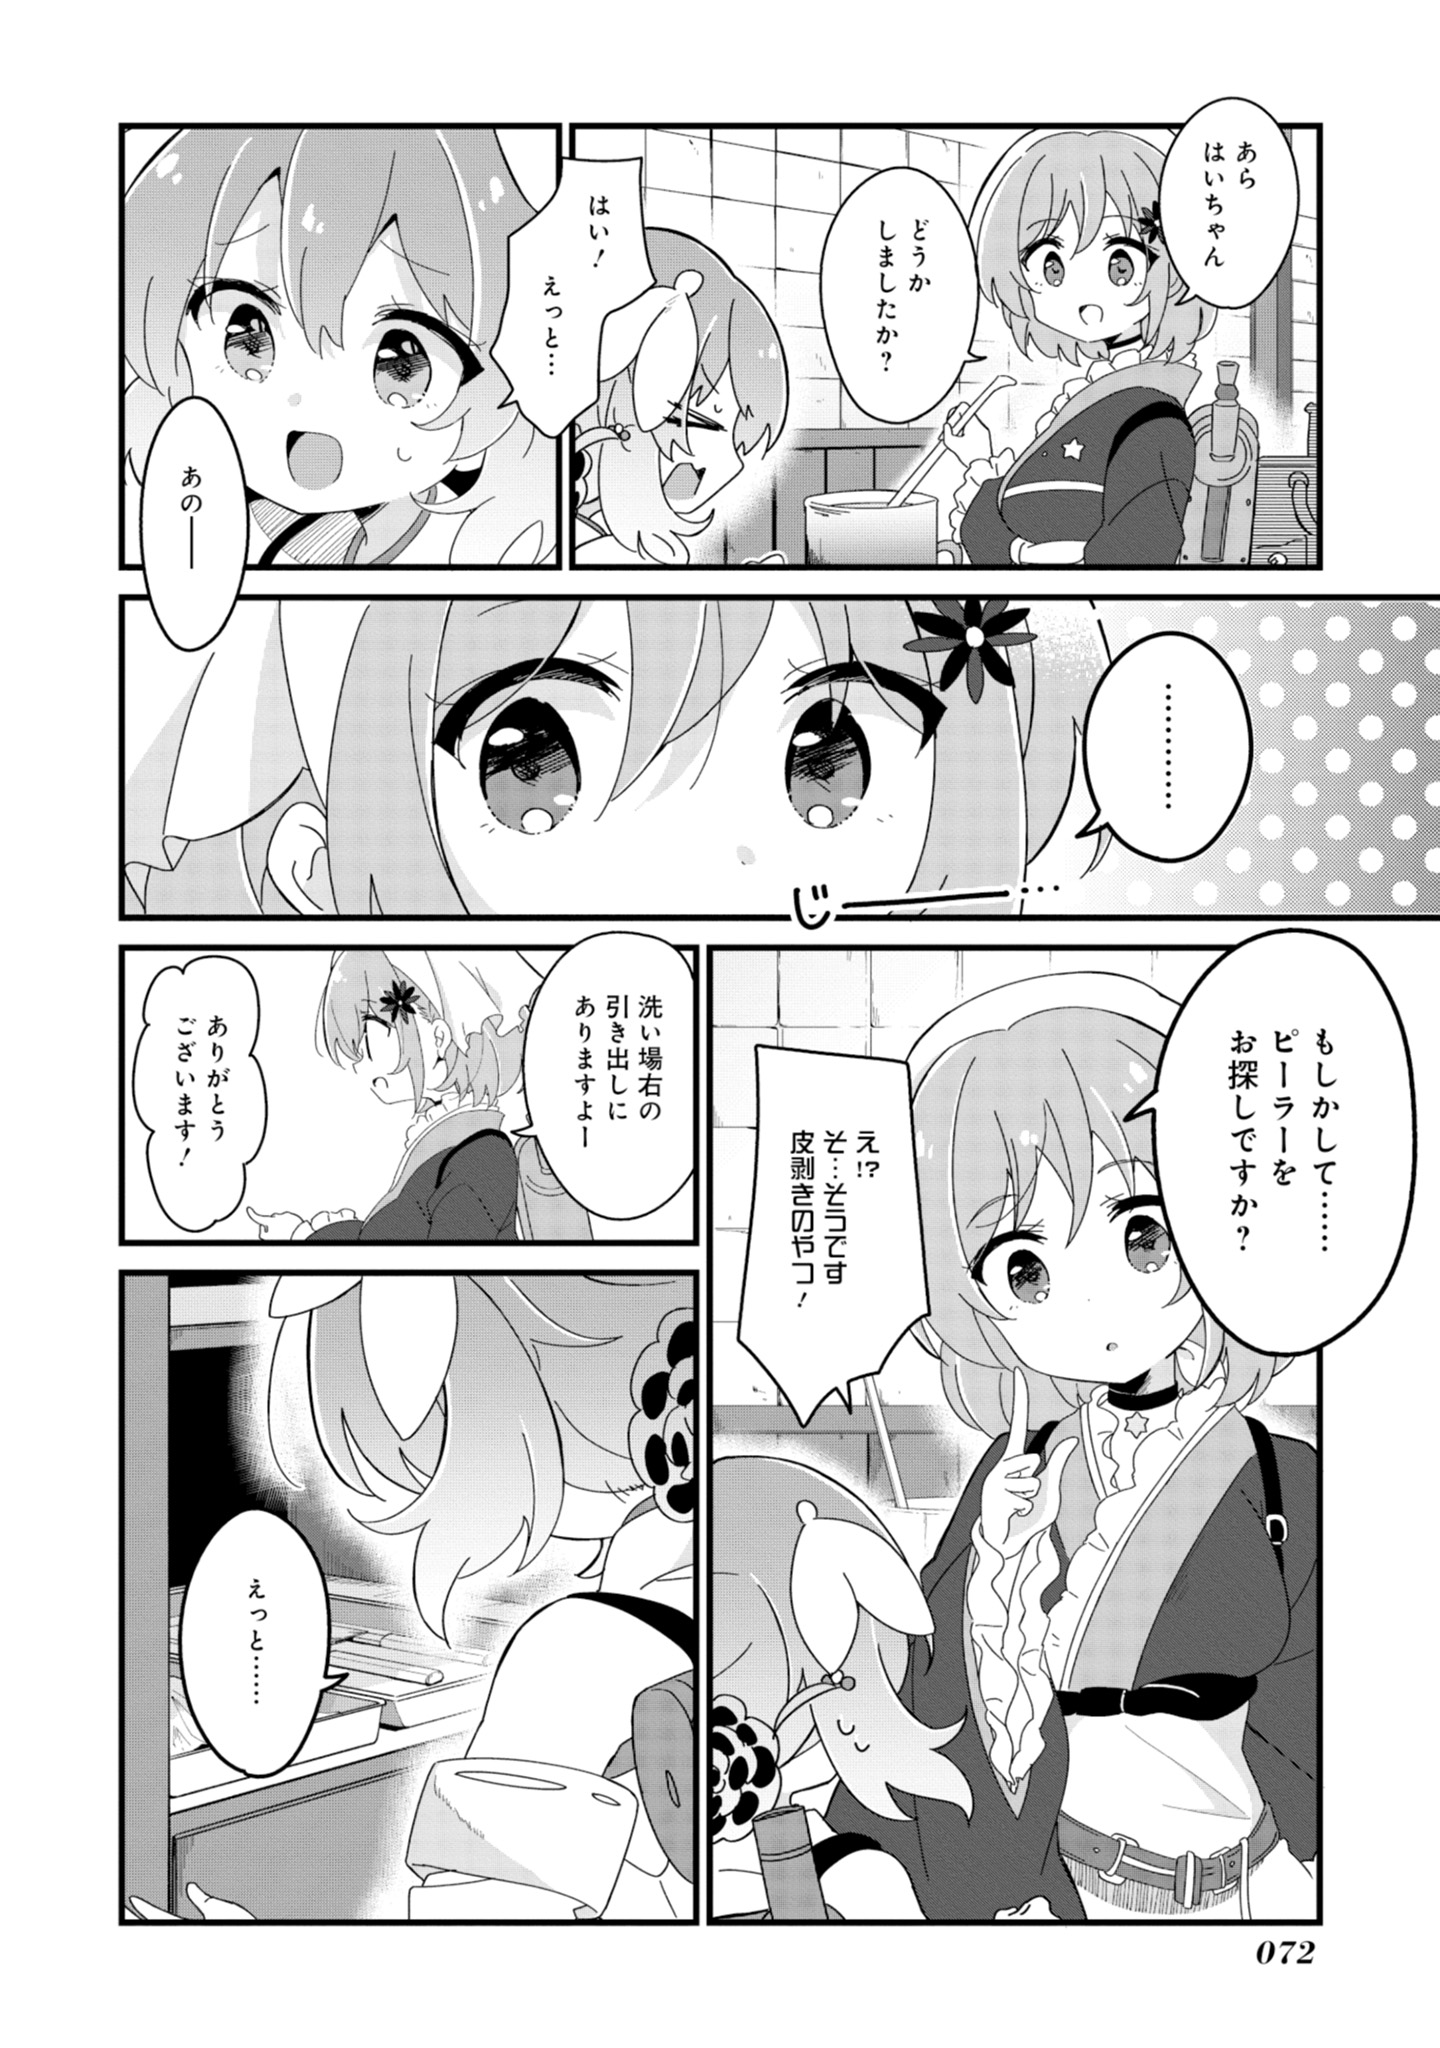 あら
はいちゃん
どうか
しましたか？
はい！
えっと…
あの──
…………
じ───…
もしかして……
ピーラーを
お探しですか？
え!?
そ…そうです
皮剥きのやつ！
洗い場右の
引き出しに
ありますよー
ありがとう
ございます！
えっと……
072